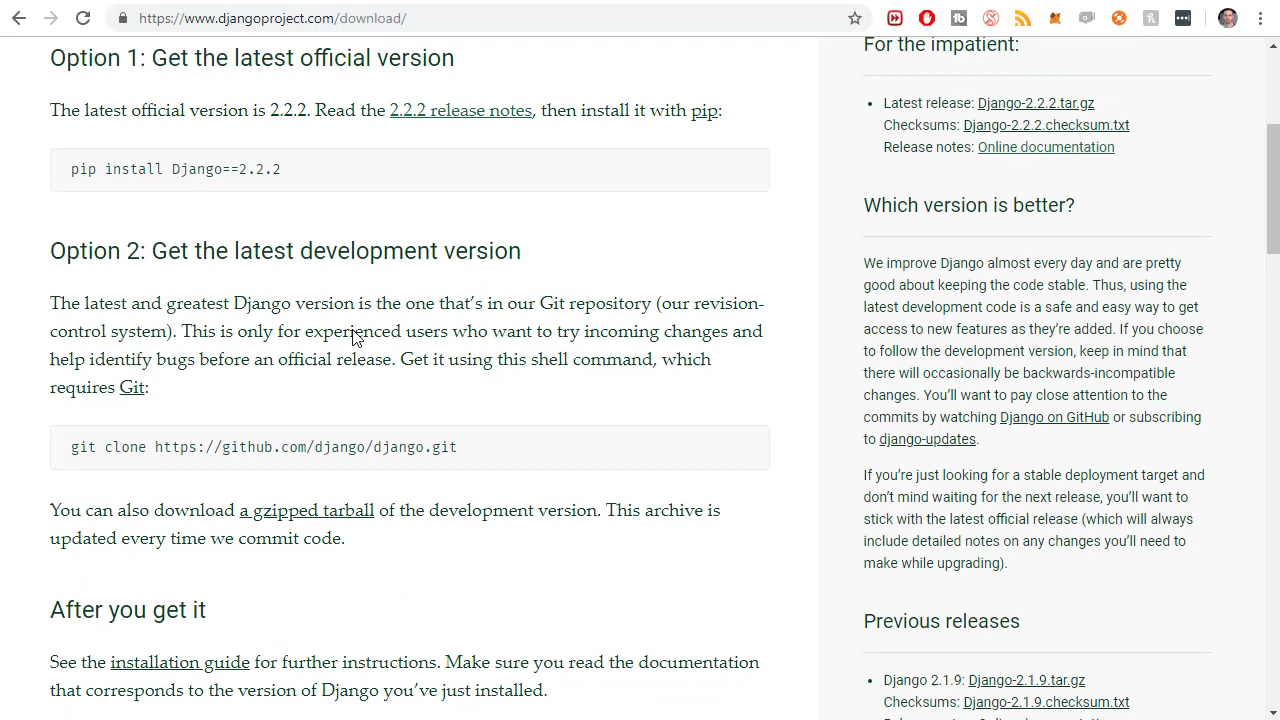 https://www.djangoproject.com/download/
Option 1: Get the latest official version
The latest official version is 2.2.2. Read the 2.2.2 release notes, then install it with pip:
pip install Django==2.2.2
Option 2: Get the latest development version
The latest and greatest Django version is the one that's in our Git repository (our revision-
control system). This is only for experienced users who want to try incoming changes and
help identify bugs before an official release. Get it using this shell command, which
requires Git:
git clone https://github.com/django/django.git
You can also download a gzipped tarball of the development version. This archive is
updated every time we commit code.
After you get it
See the installation guide for further instructions. Make sure you read the documentation
that corresponds to the version of Django you've just installed.
For the impatient:
• Latest release: Django-2.2.2.tar.gz
Checksums: Django-2.2.2.checksum.txt
Release notes: Online documentation
Which version is better?
We improve Django almost every day and are pretty
good about keeping the code stable. Thus, using the
latest development code is a safe and easy way to get
access to new features as they're added. If you choose
to follow the development version, keep in mind that
there will occasionally be backwards-incompatible
changes. You'll want to pay close attention to the
commits by watching Django on GitHub or subscribing
to django-updates.
If you're just looking for a stable deployment target and
don't mind waiting for the next release, you'll want to
stick with the latest official release (which will always
include detailed notes on any changes you'll need to
make while upgrading).
Previous releases
• Django 2.1.9: Django-2.1.9.tar.gz
Checksums: Django-2.1.9.checksum.txt